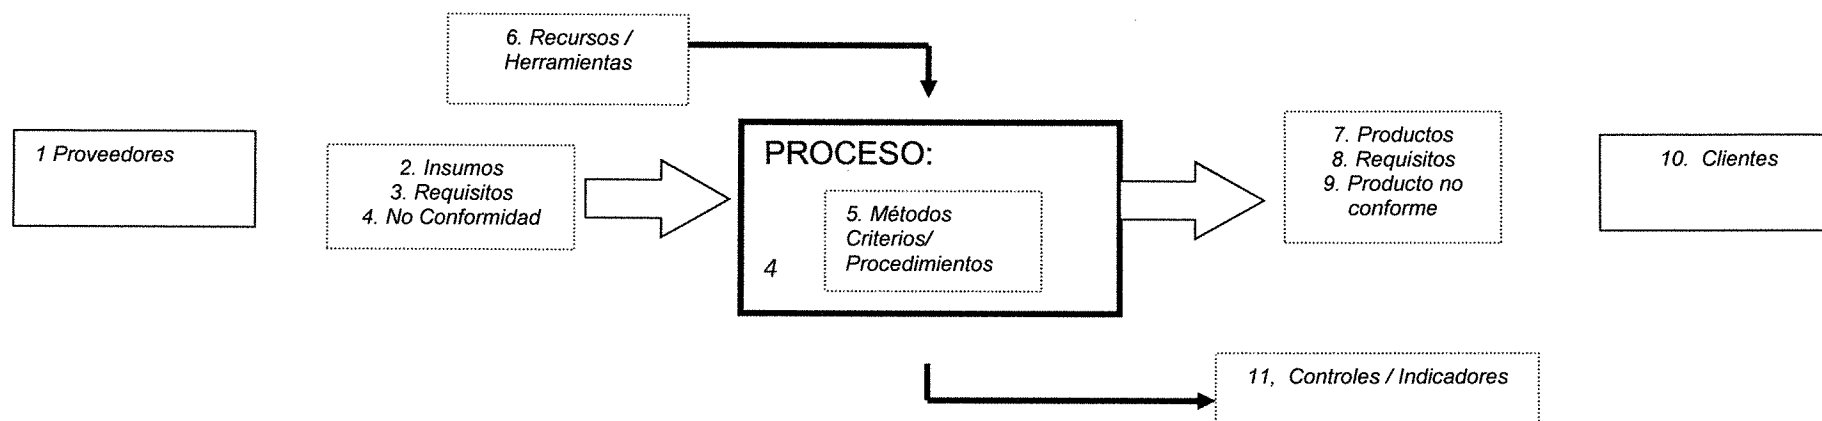 6. Recursos /
Herramientas
1 Proveedores
2. Insumos
3. Requisitos
4. No Conformidad
PROCESO:
5. Métodos
Criterios/
Procedimientos
4
7. Productos
8. Requisitos
9. Producto no
conforme
10. Clientes
11, Controles / Indicadores